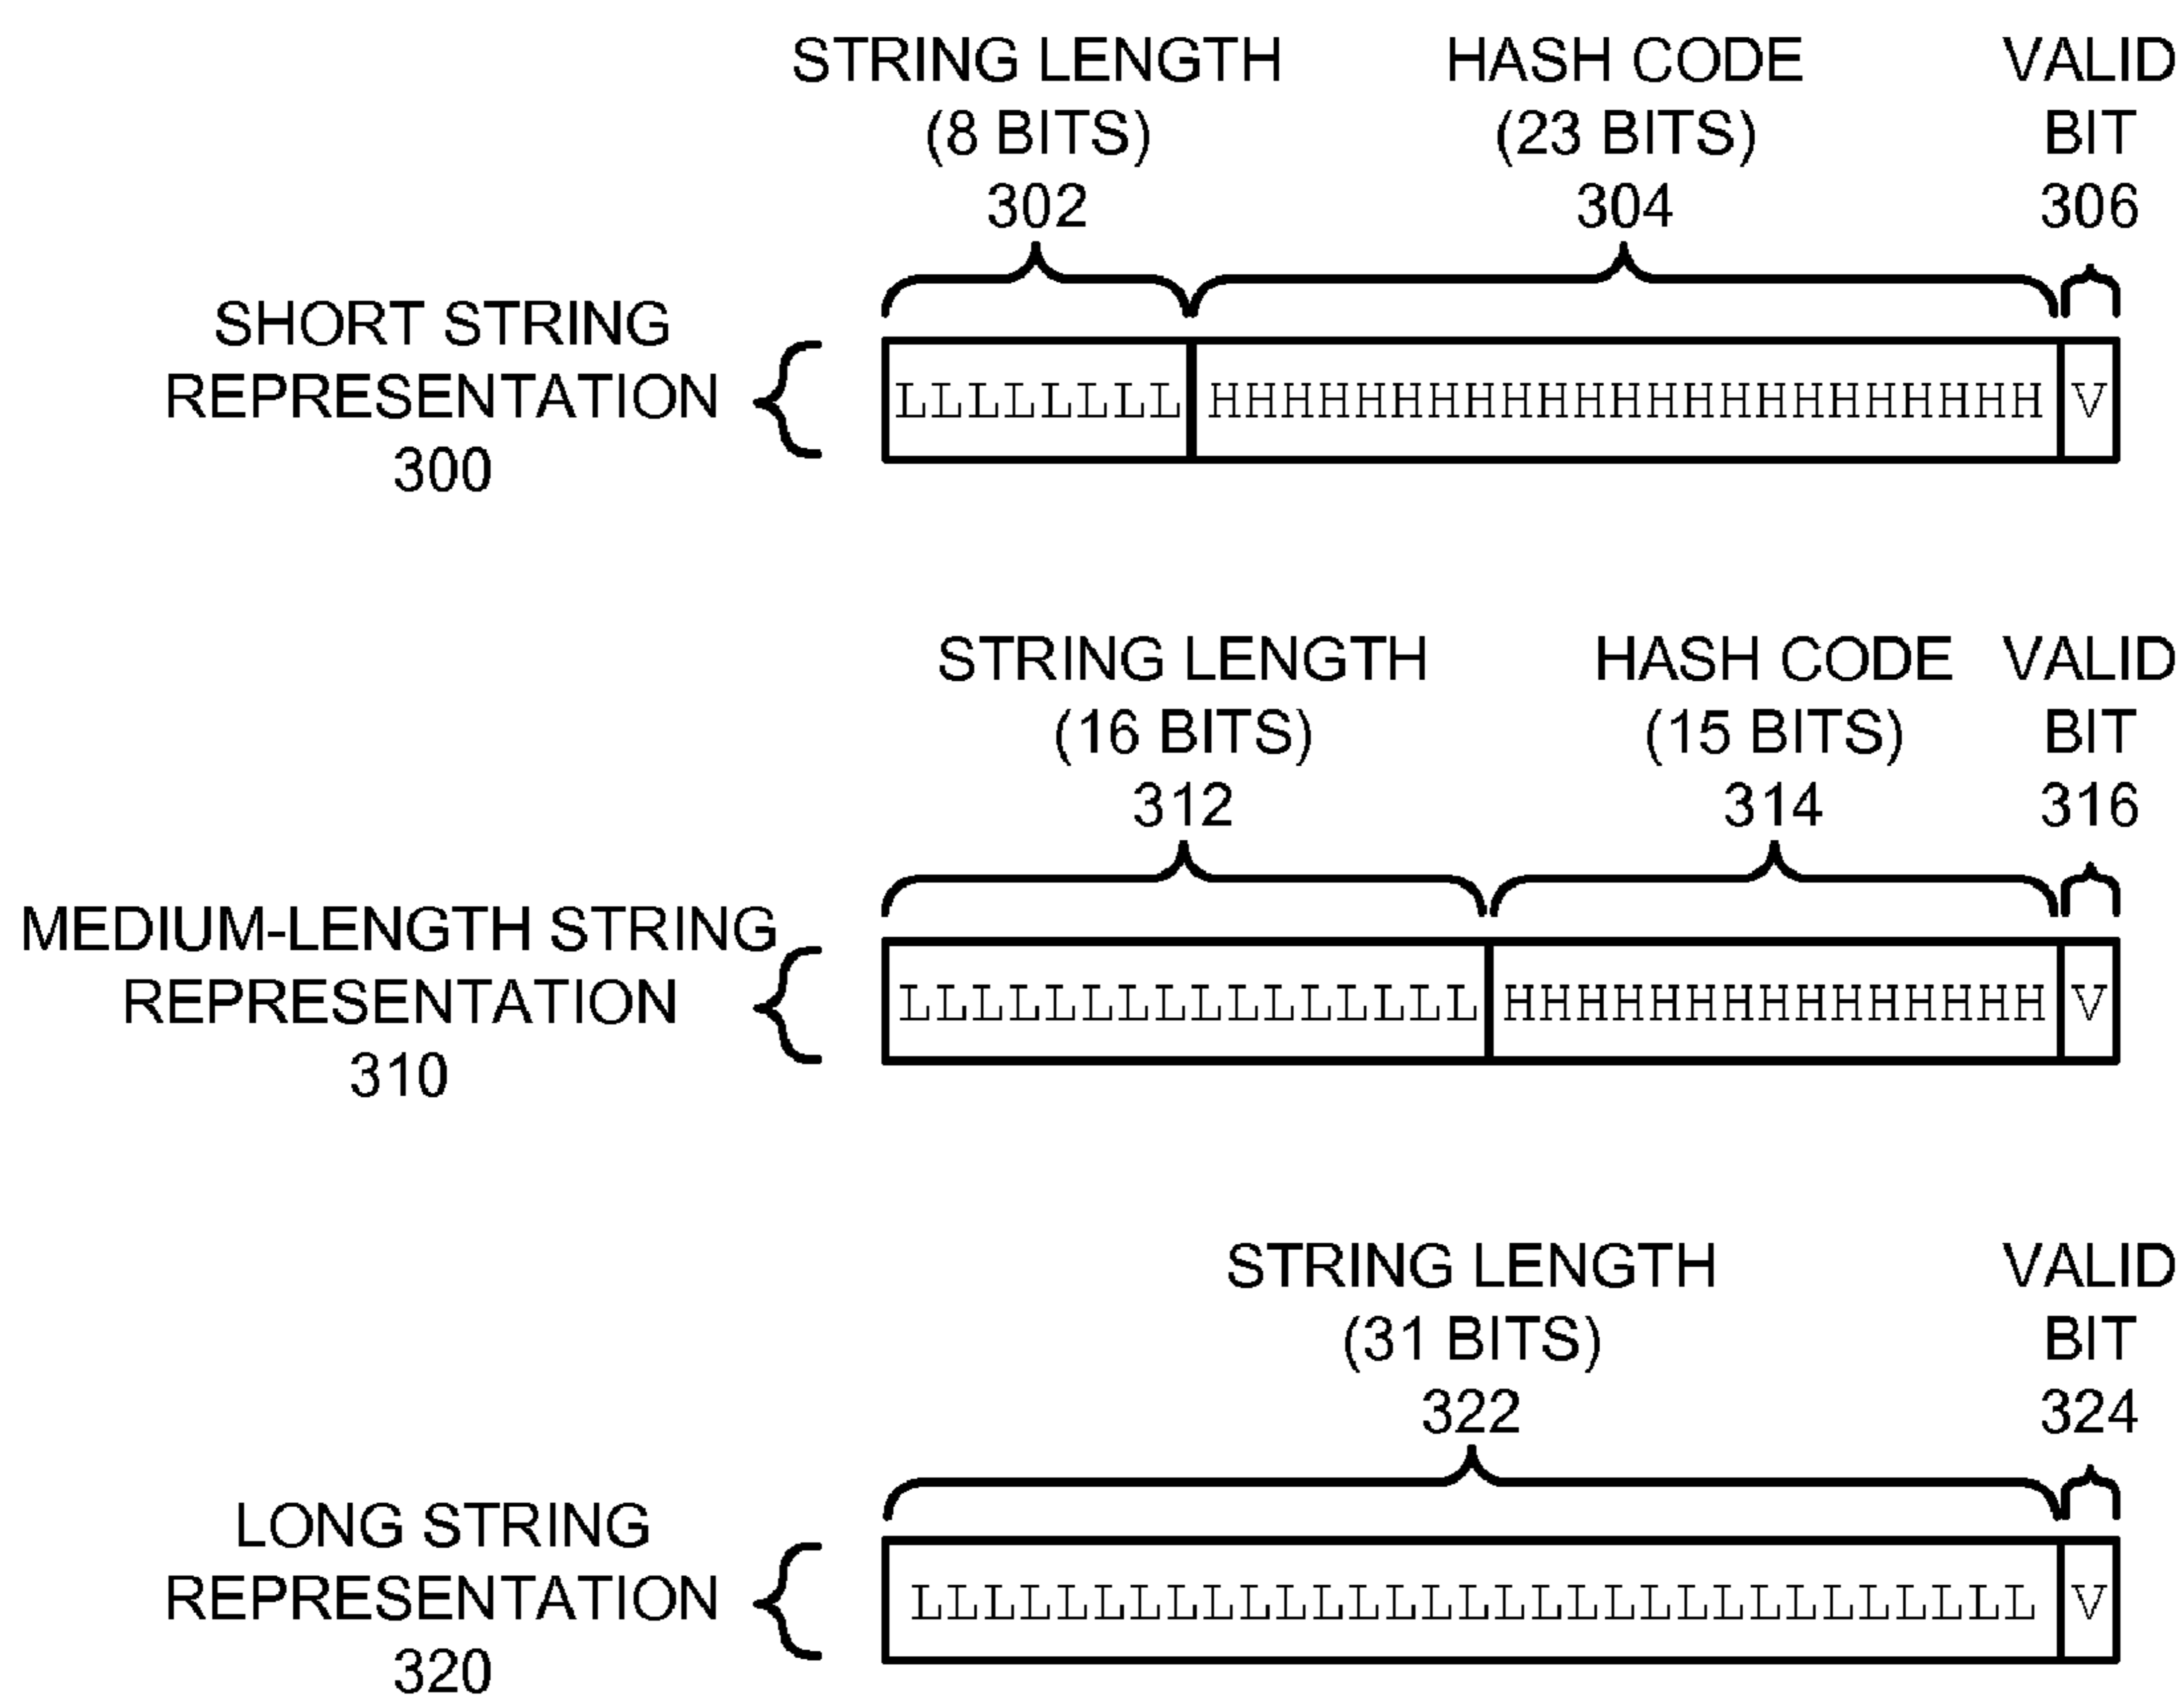 STRING LENGTH HASH CODE VALID
(8 BITS) (23 BITS) BIT
302 304 306
SHORT STRING
REPRESENTATION
300
LLLLLLLL HHHHHHHHHHHHHHHHHHHHHHH V
STRING LENGTH HASH CODE VALID
(16 BITS) (15 BITS) BIT
312 314 316
MEDIUM-LENGTH STRING
REPRESENTATION
310
LLLLLLLLLLLLLLLL HHHHHHHHHHHHHHH V
STRING LENGTH VALID
(31 BITS) BIT
322 324
LONG STRING
REPRESENTATION
320
LLLLLLLLLLLLLLLLLLLLLLLLLLLLLLL V